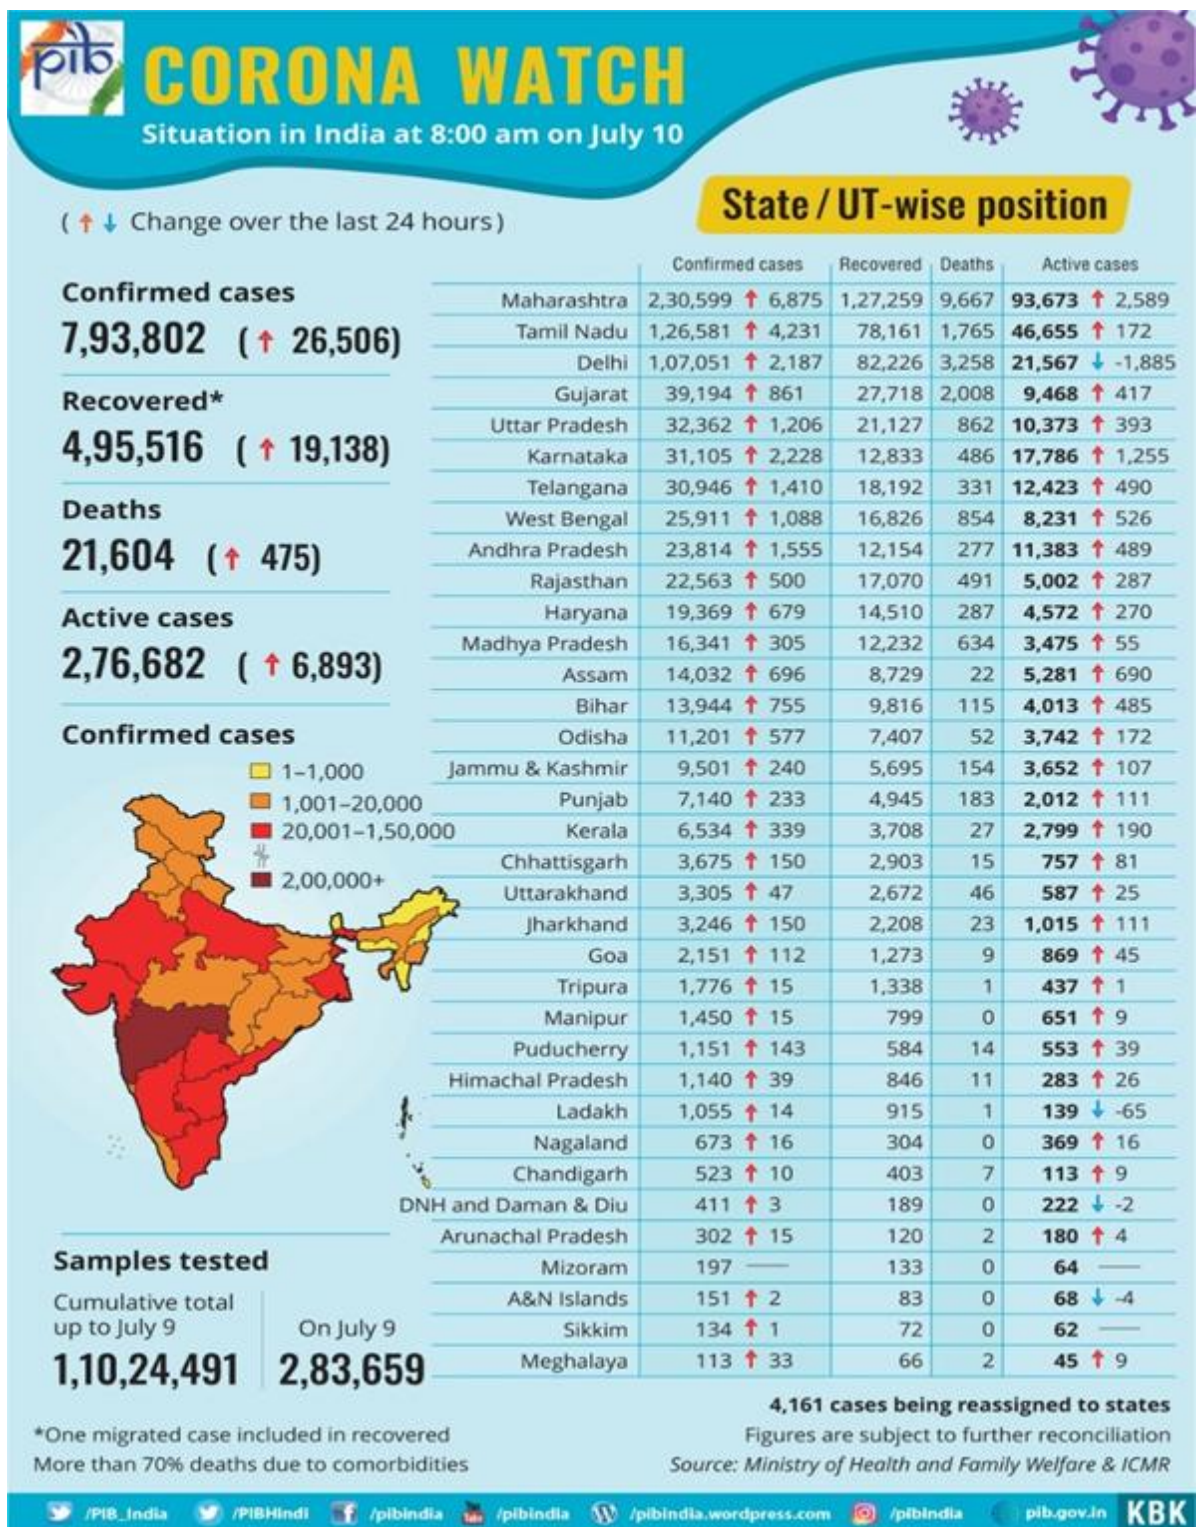 pib
CORONA WATCH
Situation in India at 8:00 am on July 10
(↑↓ Change over the last 24 hours)
Confirmed cases
7,93,802 (↑ 26,506)
Recovered*
4,95,516 (↑ 19,138)
Deaths
21,604 (↑ 475)
Active cases
2,76,682 (↑ 6,893)
Confirmed cases
1–1,000
1,001–20,000
20,001–1,50,000
2,00,000+
Samples tested
Cumulative total
up to July 9
1,10,24,491
On July 9
2,83,659
State / UT-wise position
Confirmed cases Recovered Deaths Active cases
Maharashtra 2,30,599 ↑ 6,875 1,27,259 9,667 93,673 ↑ 2,589
Tamil Nadu 1,26,581 ↑ 4,231 78,161 1,765 46,655 ↑ 172
Delhi 1,07,051 ↑ 2,187 82,226 3,258 21,567 ↓ -1,885
Gujarat 39,194 ↑ 861 27,718 2,008 9,468 ↑ 417
Uttar Pradesh 32,362 ↑ 1,206 21,127 862 10,373 ↑ 393
Karnataka 31,105 ↑ 2,228 12,833 486 17,786 ↑ 1,255
Telangana 30,946 ↑ 1,410 18,192 331 12,423 ↑ 490
West Bengal 25,911 ↑ 1,088 16,826 854 8,231 ↑ 526
Andhra Pradesh 23,814 ↑ 1,555 12,154 277 11,383 ↑ 489
Rajasthan 22,563 ↑ 500 17,070 491 5,002 ↑ 287
Haryana 19,369 ↑ 679 14,510 287 4,572 ↑ 270
Madhya Pradesh 16,341 ↑ 305 12,232 634 3,475 ↑ 55
Assam 14,032 ↑ 696 8,729 22 5,281 ↑ 690
Bihar 13,944 ↑ 755 9,816 115 4,013 ↑ 485
Odisha 11,201 ↑ 577 7,407 52 3,742 ↑ 172
Jammu & Kashmir 9,501 ↑ 240 5,695 154 3,652 ↑ 107
Punjab 7,140 ↑ 233 4,945 183 2,012 ↑ 111
Kerala 6,534 ↑ 339 3,708 27 2,799 ↑ 190
Chhattisgarh 3,675 ↑ 150 2,903 15 757 ↑ 81
Uttarakhand 3,305 ↑ 47 2,672 46 587 ↑ 25
Jharkhand 3,246 ↑ 150 2,208 23 1,015 ↑ 111
Goa 2,151 ↑ 112 1,273 9 869 ↑ 45
Tripura 1,776 ↑ 15 1,338 1 437 ↑ 1
Manipur 1,450 ↑ 15 799 0 651 ↑ 9
Puducherry 1,151 ↑ 143 584 14 553 ↑ 39
Himachal Pradesh 1,140 ↑ 39 846 11 283 ↑ 26
Ladakh 1,055 ↑ 14 915 1 139 ↓ -65
Nagaland 673 ↑ 16 304 0 369 ↑ 16
Chandigarh 523 ↑ 10 403 7 113 ↑ 9
DNH and Daman & Diu 411 ↑ 3 189 0 222 ↓ -2
Arunachal Pradesh 302 ↑ 15 120 2 180 ↑ 4
Mizoram 197 — 133 0 64 —
A&N Islands 151 ↑ 2 83 0 68 ↓ -4
Sikkim 134 ↑ 1 72 0 62 —
Meghalaya 113 ↑ 33 66 2 45 ↑ 9
4,161 cases being reassigned to states
Figures are subject to further reconciliation
Source: Ministry of Health and Family Welfare & ICMR
*One migrated case included in recovered
More than 70% deaths due to comorbidities
/PIB_India /PIBHindi /pibindia /pibindia /pibindia.wordpress.com /pibindia pib.gov.in KBK